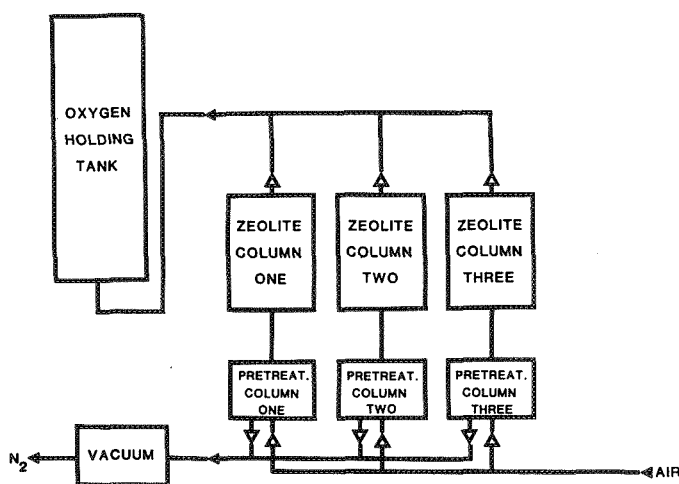 OXYGEN
HOLDING
TANK
ZEOLITE
COLUMN
ONE
ZEOLITE
COLUMN
TWO
ZEOLITE
COLUMN
THREE
PRETREAT.
COLUMN
ONE
PRETREAT.
COLUMN
TWO
PRETREAT.
COLUMN
THREE
N₂
VACUUM
AIR